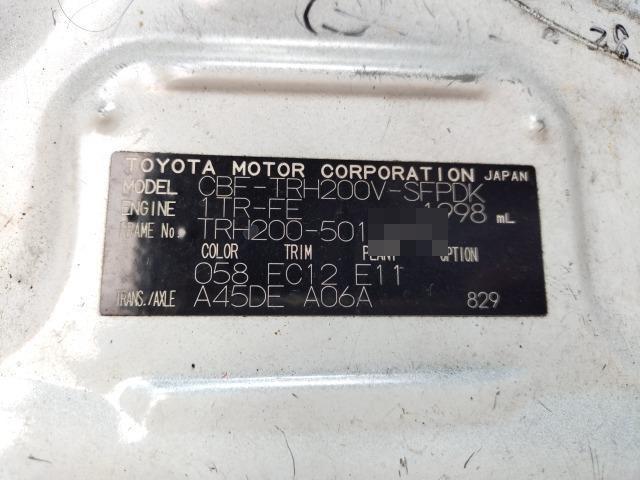 28
TOYOTA MOTOR CORPORATION JAPAN
MODEL CBF-TRH200V-SFPDK
ENGINE 1TR-FE 1998 mL
FRAME No. TRH200-501
COLOR TRIM PLANT OPTION
058 FC12 E11
TRANS./AXLE A45DE A06A 829